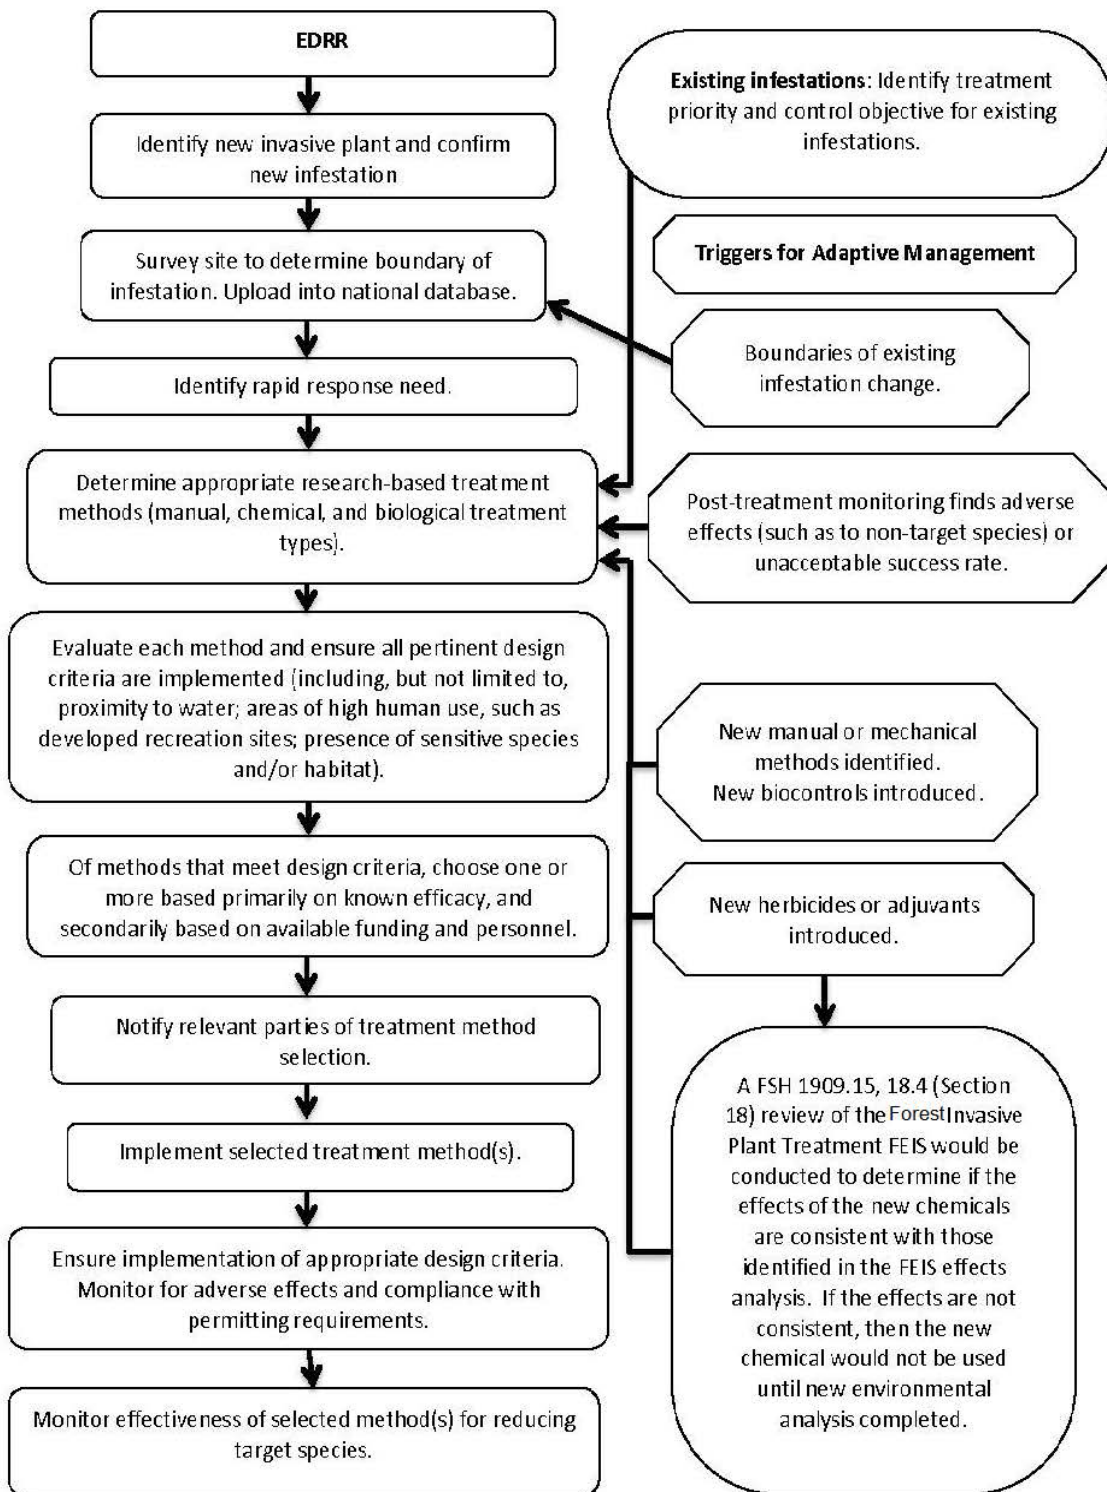 EDRR
Identify new invasive plant and confirm
new infestation
Survey site to determine boundary of
infestation. Upload into national database.
Identify rapid response need.
Determine appropriate research-based treatment
methods (manual, chemical, and biological treatment
types).
Evaluate each method and ensure all pertinent design
criteria are implemented (including, but not limited to,
proximity to water; areas of high human use, such as
developed recreation sites; presence of sensitive species
and/or habitat).
Of methods that meet design criteria, choose one or
more based primarily on known efficacy, and
secondarily based on available funding and personnel.
Notify relevant parties of treatment method
selection.
Implement selected treatment method(s).
Ensure implementation of appropriate design criteria.
Monitor for adverse effects and compliance with
permitting requirements.
Monitor effectiveness of selected method(s) for reducing
target species.
Existing infestations: Identify treatment
priority and control objective for existing
infestations.
Triggers for Adaptive Management
Boundaries of existing
infestation change.
Post-treatment monitoring finds adverse
effects (such as to non-target species) or
unacceptable success rate.
New manual or mechanical
methods identified.
New biocontrols introduced.
New herbicides or adjuvants
introduced.
A FSH 1909.15, 18.4 (Section
18) review of the Forest Invasive
Plant Treatment FEIS would be
conducted to determine if the
effects of the new chemicals
are consistent with those
identified in the FEIS effects
analysis. If the effects are not
consistent, then the new
chemical would not be used
until new environmental
analysis completed.